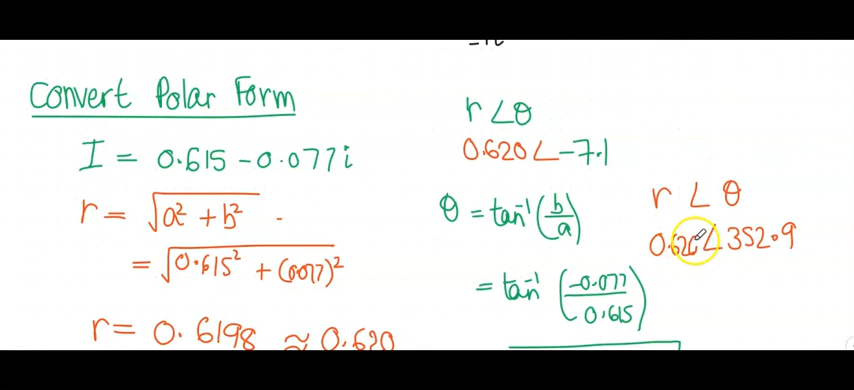 Convert Polar Form
I = 0.615 - 0.077i
r = √a² + b²
= √0.615² + (0.077)²
r = 0.6198 ≈ 0.620
r∠θ
0.620∠-7.1
θ = tan⁻¹(b/a)
= tan⁻¹(-0.077/0.615)
r∠θ
0.620∠352.9